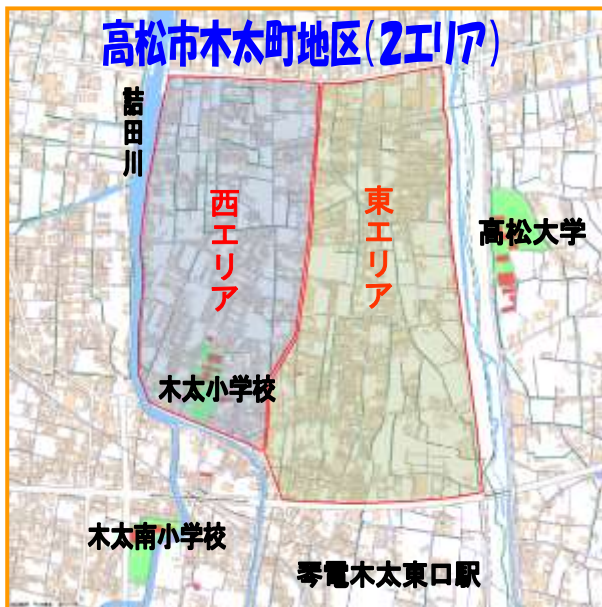 高松市木太町地区(2エリア)
詰田川
西エリア
東エリア
高松大学
木太小学校
木太南小学校
琴電木太東口駅